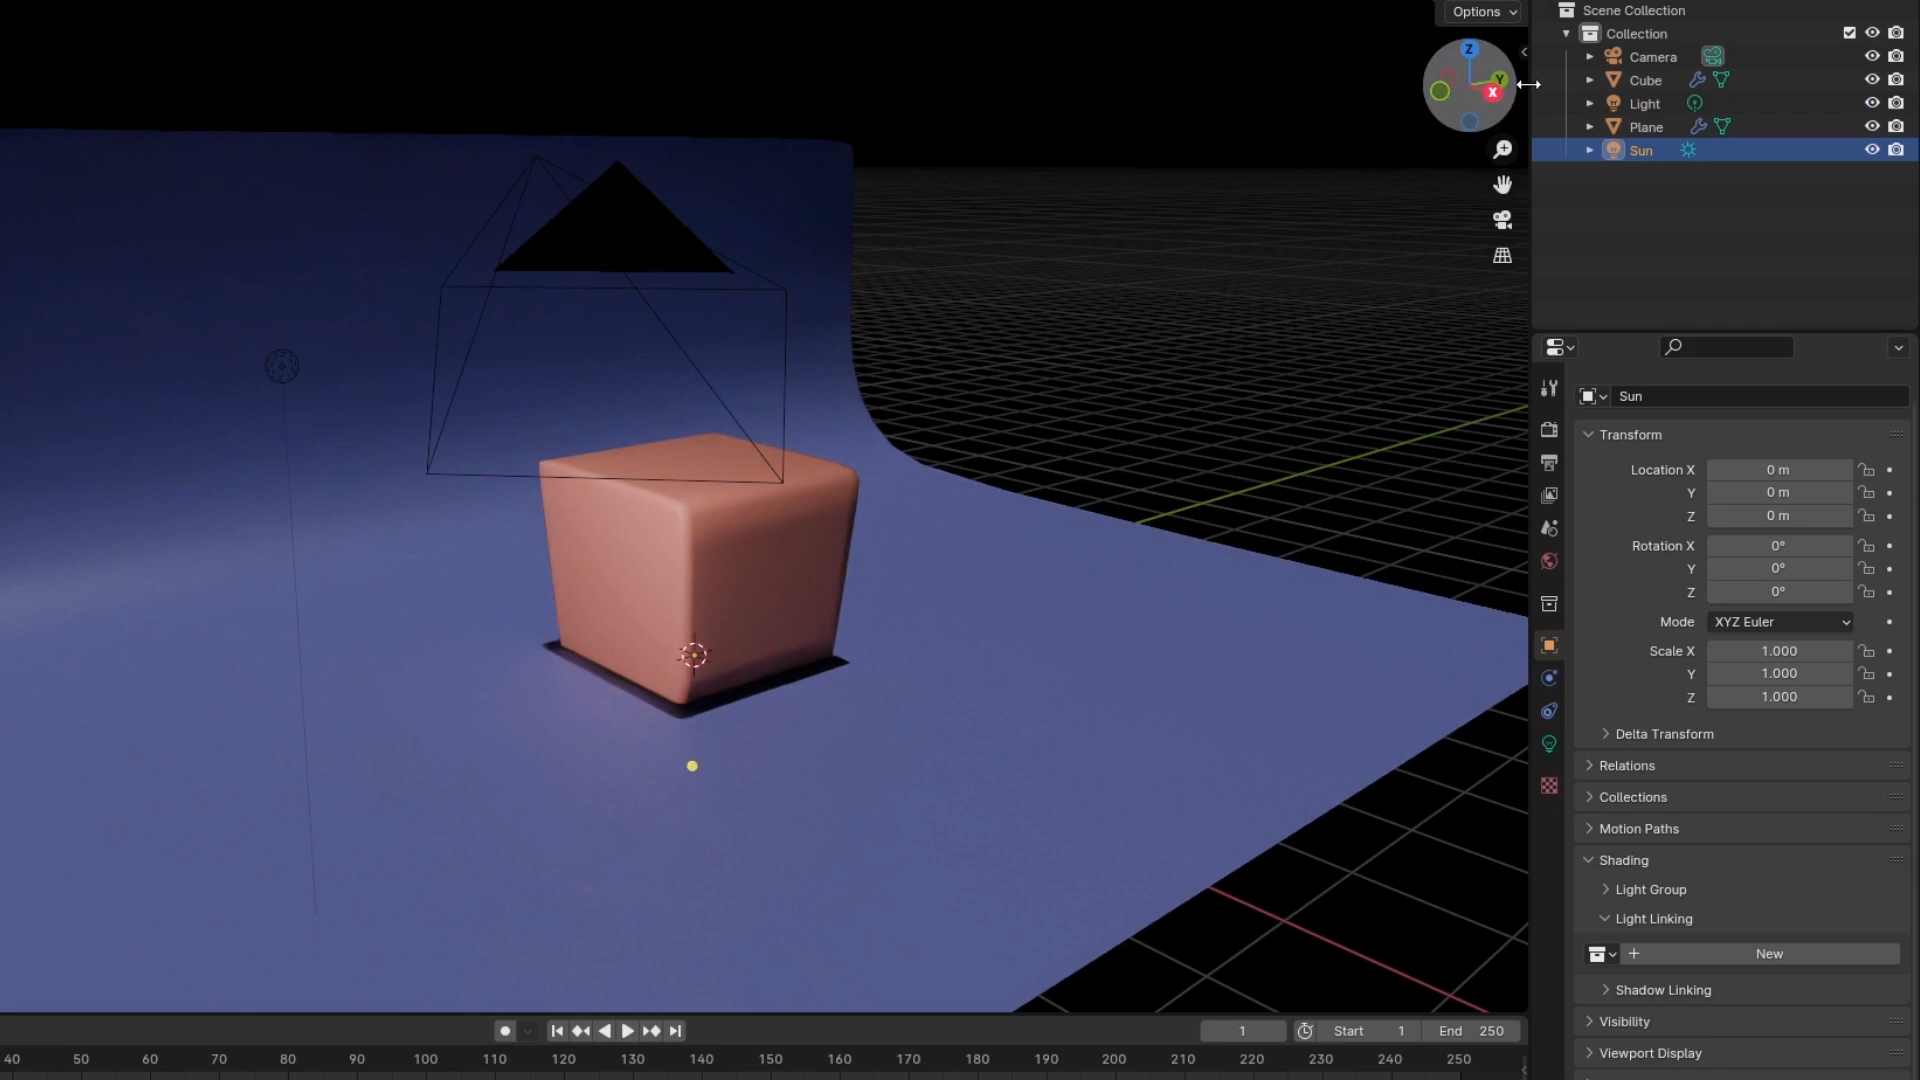 Options
Z
Y
X
Scene Collection
Collection
Camera
Cube
Light
Plane
Sun
Sun
Transform
Location X 0 m
Y 0 m
Z 0 m
Rotation X 0°
Y 0°
Z 0°
Mode XYZ Euler
Scale X 1.000
Y 1.000
Z 1.000
Delta Transform
Relations
Collections
Motion Paths
Shading
Light Group
Light Linking
New
Shadow Linking
Visibility
Viewport Display
1 Start 1 End 250
40 50 60 70 80 90 100 110 120 130 140 150 160 170 180 190 200 210 220 230 240 250